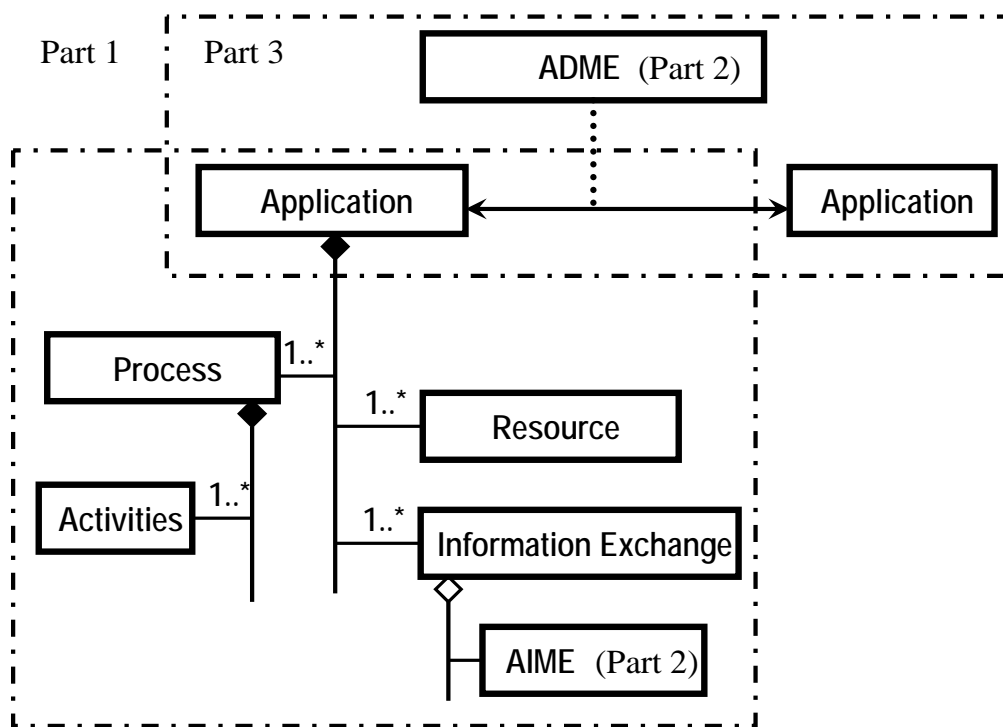 Part 1
Part 3
ADME (Part 2)
Application
Application
Process
1..*
1..*
Resource
Activities
1..*
1..*
Information Exchange
AIME (Part 2)